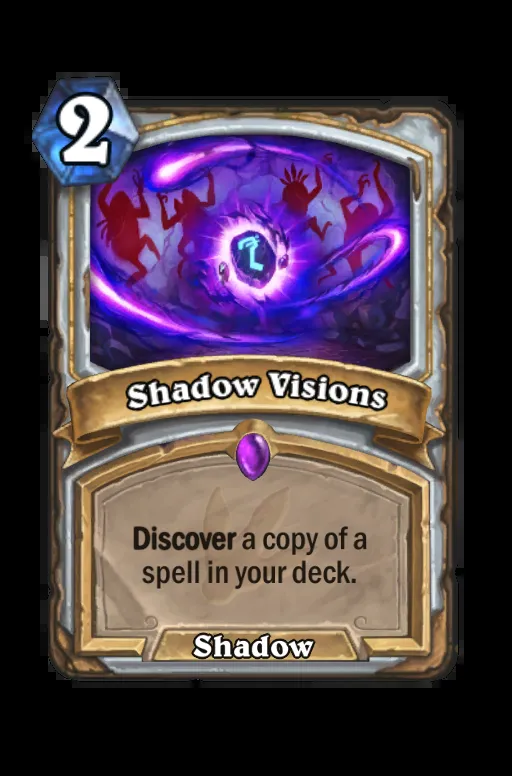 2
Shadow Visions
Discover a copy of a
spell in your deck.
Shadow